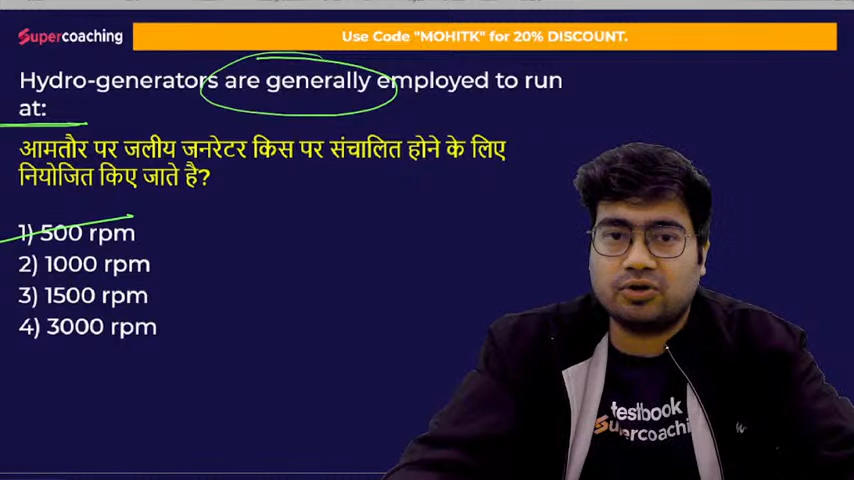 Supercoaching
Use Code "MOHITK" for 20% DISCOUNT.
Hydro-generators are generally employed to run
at:
आमतौर पर जलीय जनरेटर किस पर संचालित होने के लिए
नियोजित किए जाते है?
1) 500 rpm
2) 1000 rpm
3) 1500 rpm
4) 3000 rpm
testbook
Supercoachi